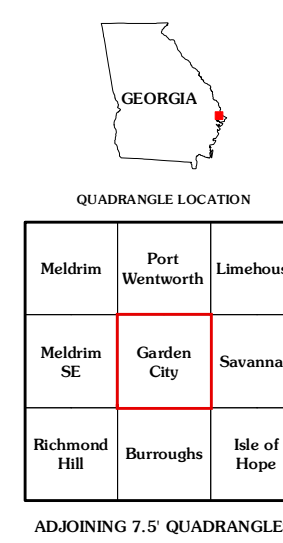 GEORGIA
QUADRANGLE LOCATION
Meldrim
Port
Wentworth
Limehous
Meldrim
SE
Garden
City
Savanna
Richmond
Hill
Burroughs
Isle of
Hope
ADJOINING 7.5' QUADRANGLE